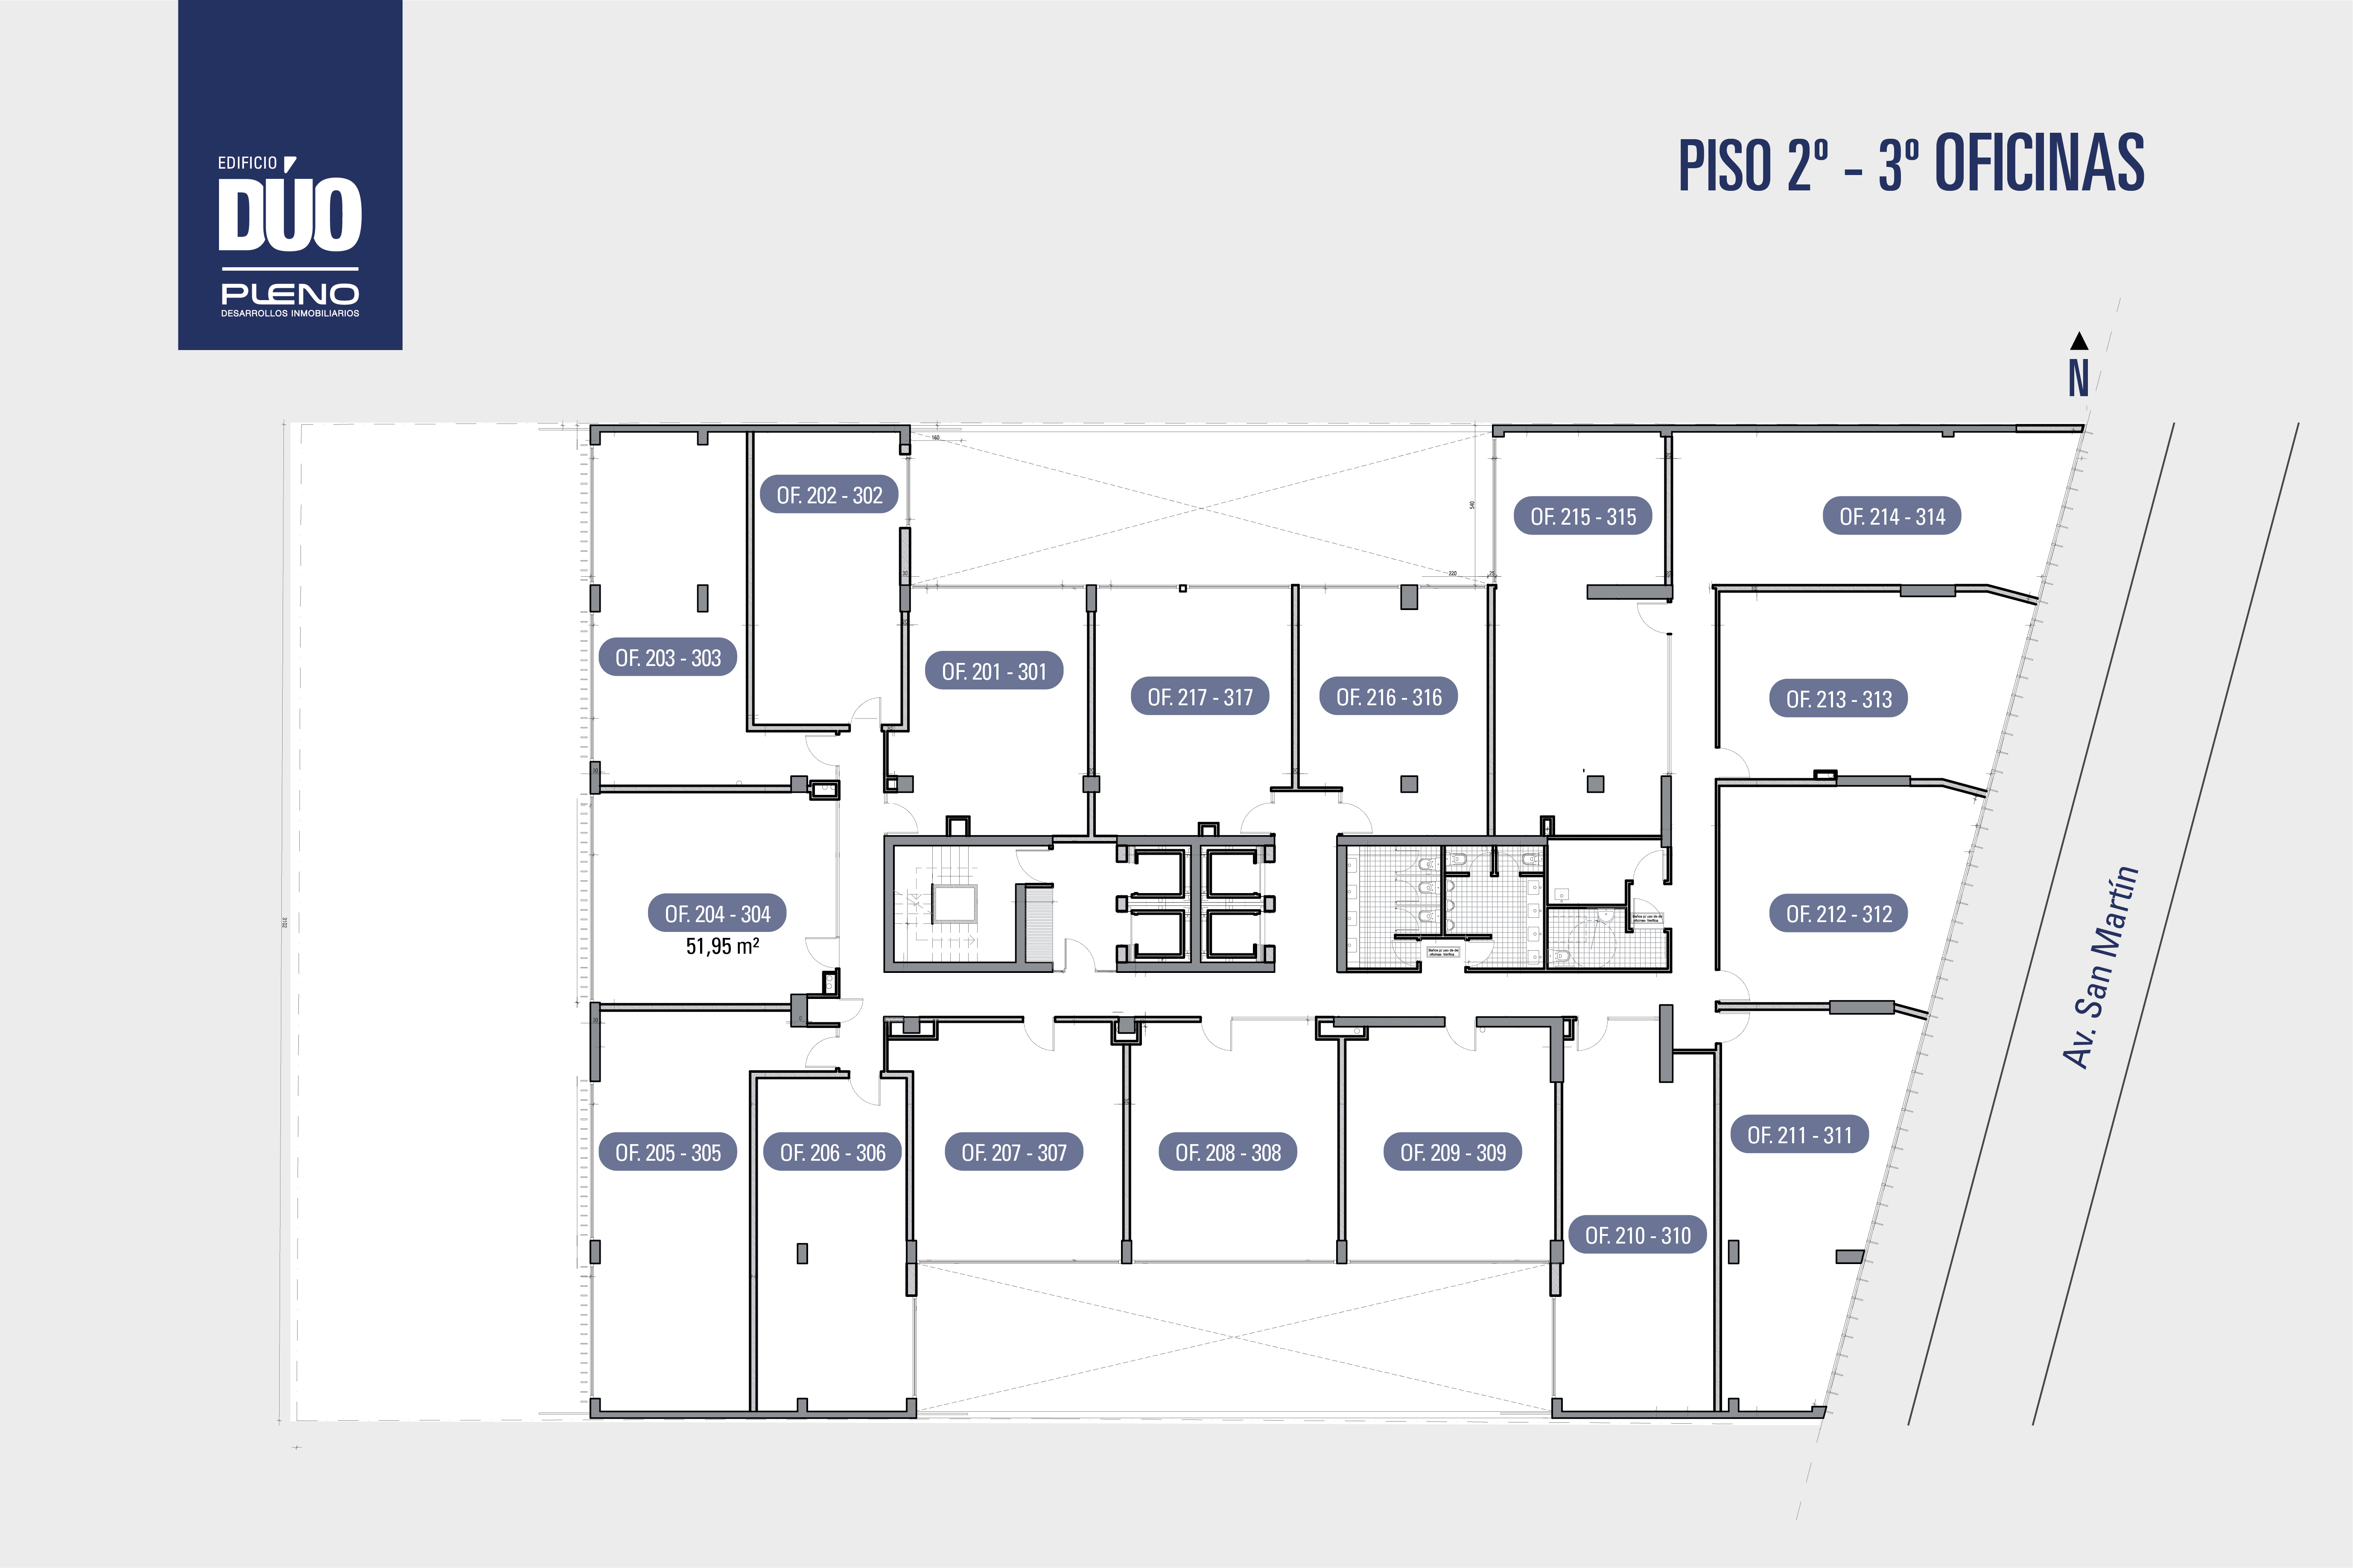 EDIFICIO
DÚO
PLENO
DESARROLLOS INMOBILIARIOS
PISO 2º - 3º OFICINAS
N
160
540
220
OF. 202 - 302
OF. 215 - 315
OF. 214 - 314
OF. 203 - 303
OF. 201 - 301
OF. 217 - 317
OF. 216 - 316
OF. 213 - 313
OF. 204 - 304
51,95 m²
OF. 212 - 312
Av. San Martín
OF. 211 - 311
OF. 205 - 305
OF. 206 - 306
OF. 207 - 307
OF. 208 - 308
OF. 209 - 309
OF. 210 - 310